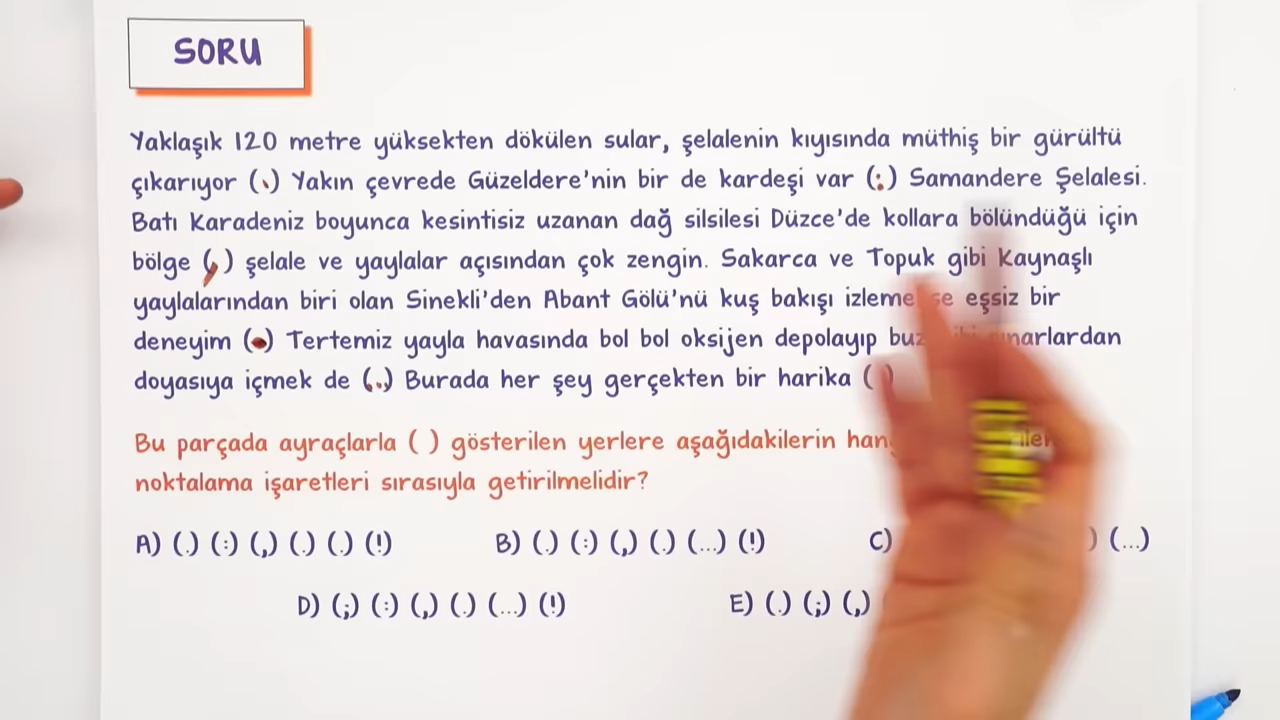 SORU
Yaklaşık 120 metre yüksekten dökülen sular, şelalenin kıyısında müthiş bir gürültü
çıkarıyor (.) Yakın çevrede Güzeldere'nin bir de kardeşi var (:) Samandere Şelalesi.
Batı Karadeniz boyunca kesintisiz uzanan dağ silsilesi Düzce'de kollara bölündüğü için
bölge (,) şelale ve yaylalar açısından çok zengin. Sakarca ve Topuk gibi Kaynaşlı
yaylalarından biri olan Sinekli'den Abant Gölü'nü kuş bakışı eşsiz bir
deneyim (.) Tertemiz yayla havasında bol bol oksijen depolayıp
doyasıya içmek de (..) Burada her şey gerçekten bir harika ( )
Bu parçada ayraçlarla ( ) gösterilen yerlere aşağıdakilerin
noktalama işaretleri sırasıyla getirilmelidir?
A) (.) (:) (,) (.) (.) (!) B) (.) (:) (,) (.) (...) (!) C) ) (...)
D) (;) (:) (,) (.) (...) (!) E) (.) (;) (,)